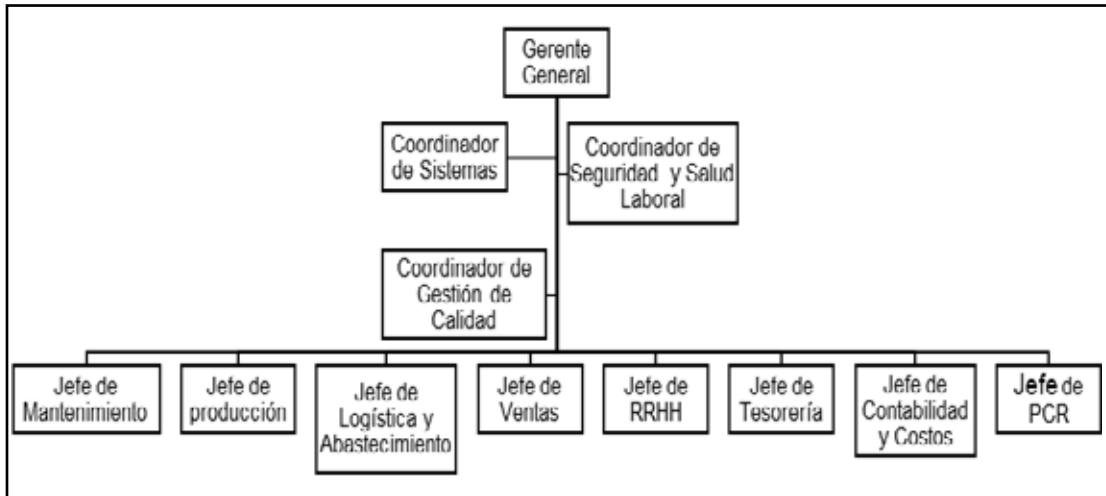 Gerente
General
Coordinador
de Sistemas
Coordinador de
Seguridad y Salud
Laboral
Coordinador de
Gestión de
Calidad
Jefe de
Mantenimiento
Jefe de
producción
Jefe de
Logística y
Abastecimiento
Jefe de
Ventas
Jefe de
RRHH
Jefe de
Tesorería
Jefe de
Contabilidad
y Costos
Jefe de
PCR